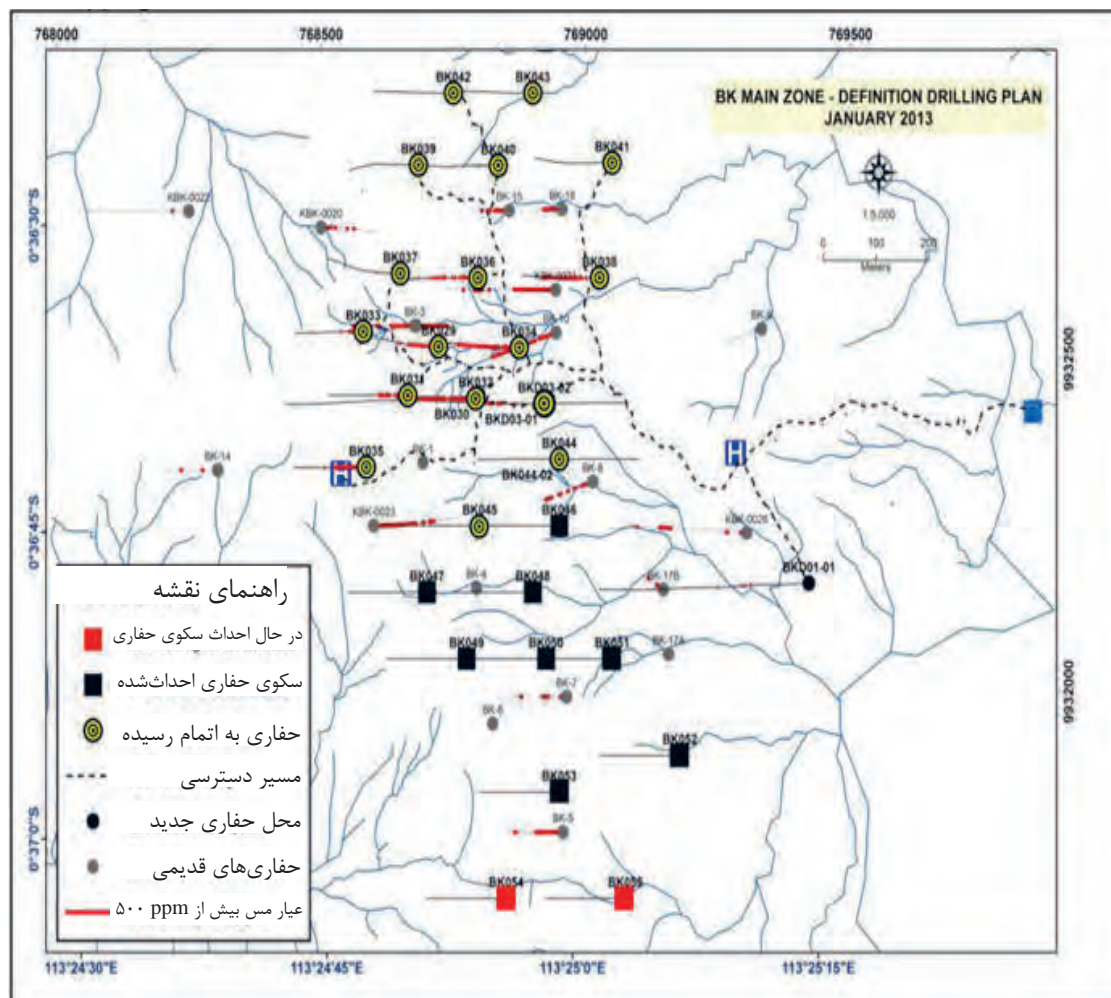 768000 768500 769000 769500
BK MAIN ZONE - DEFINITION DRILLING PLAN
JANUARY 2013
BK042 BK043
BK039 BK040 BK041
KBK-0022 KBK-0020 BK-15 BK-16
1:5,000
0 100 200
Meters
BK037 BK036 BK038
BK033 BK-3 BK029 BK034 BK-10
BK032 BKD03-02
BK030 BKD03-01
BK035 BK-1 BK044
BK-14 BK044-02 BK-8
H H
KBK-0023 BK045 BK046 KBK-0026
BKD01-01
BK047 BK-4 BK048 BK-17B
BK049 BK050 BK051 BK-17A
BK-7
BK-6
BK052
BK053
BK-5
BK054
0°36'30"S
0°36'45"S
0°37'0"S
9932500
9932000
راهنمای نقشه
در حال احداث سکوی حفاری
سکوی حفاری احداث‌شده
حفاری به اتمام رسیده
مسیر دسترسی
محل حفاری جدید
حفاری‌های قدیمی
عیار مس بیش از ۵۰۰ ppm
113°24'30"E 113°24'45"E 113°25'0"E 113°25'15"E